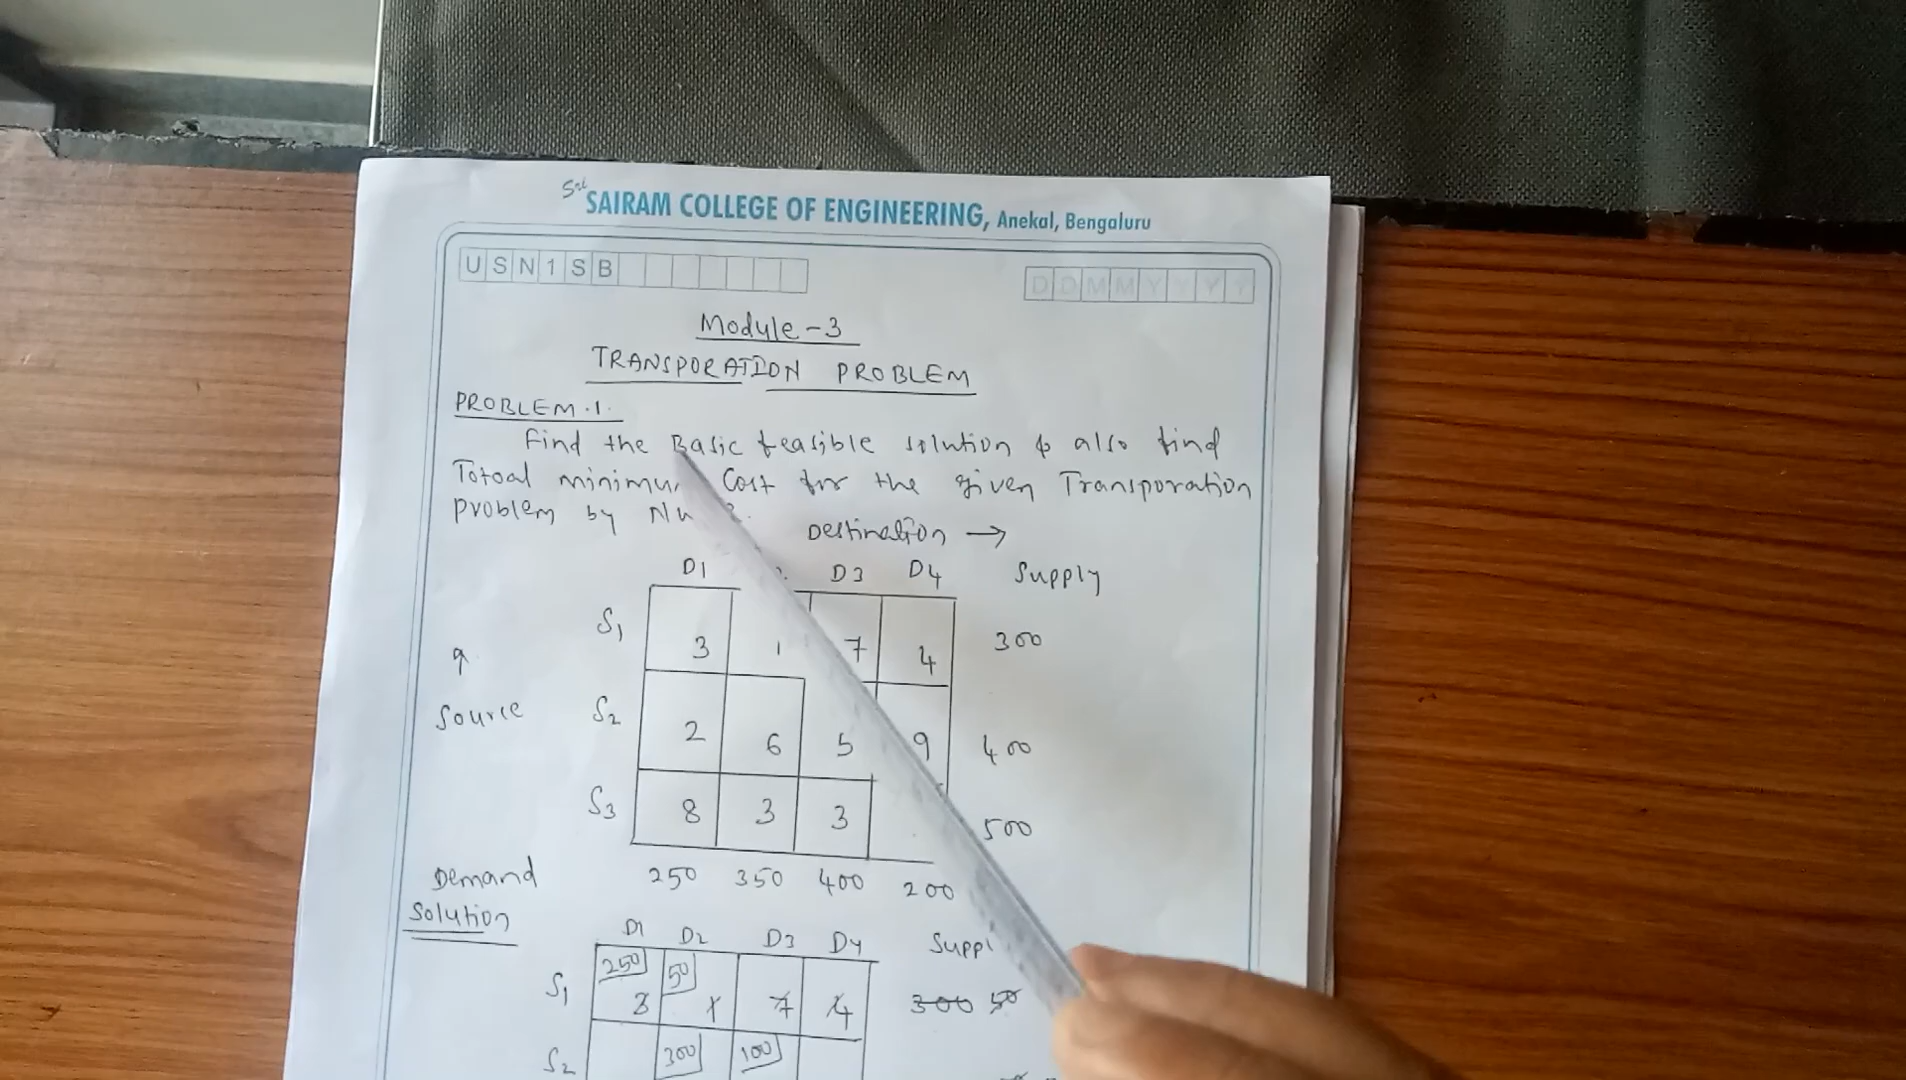 Sri
SAIRAM COLLEGE OF ENGINEERING, Anekal, Bengaluru
USN1SB
DDMMYYYY
Module-3
TRANSPORATION PROBLEM
PROBLEM.1.
Find the Basic feasible solution & also find
Totoal Cost for the given Transporation
problem by
Destination →
D1 D3 D4 Supply
S1 3 1 7 4 300
Source
S2 2 6 5 9 400
S3 8 3 3 500
Demand 250 350 400 200
Solution
D1 D2 D3 D4
250 50
S1 3 1 7 4 300 50
300 100
S2